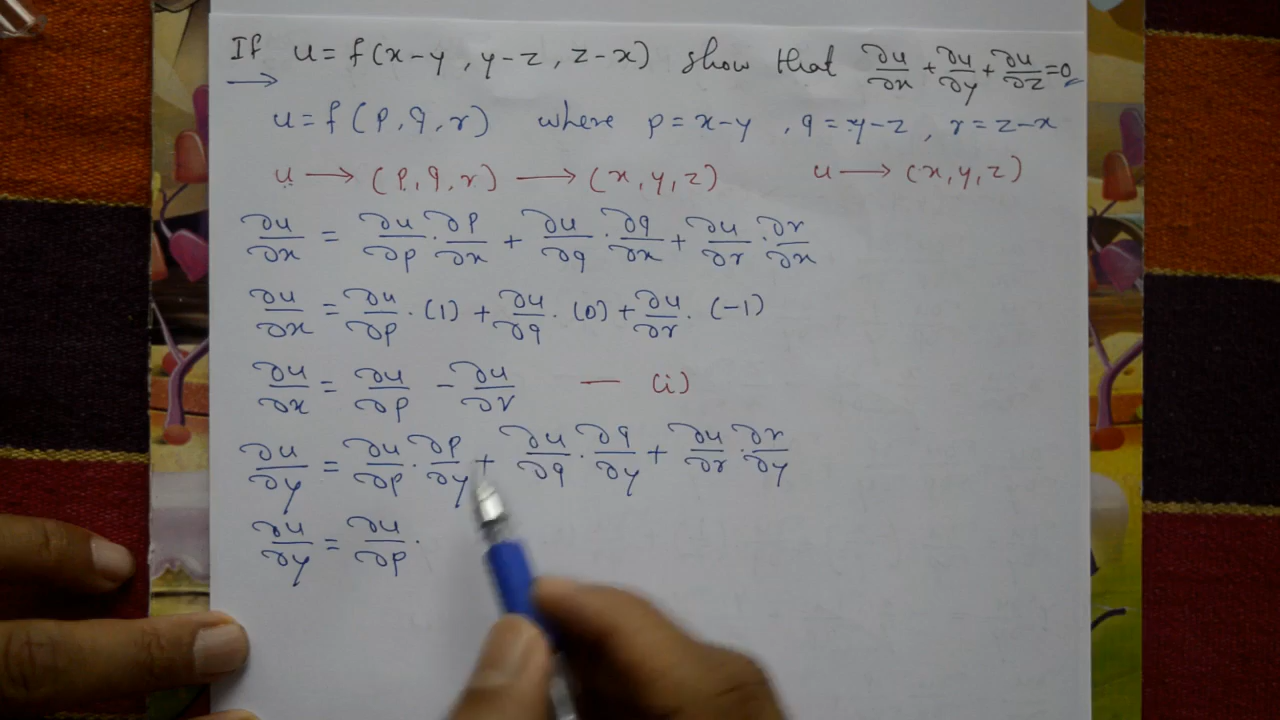 If u = f(x-y, y-z, z-x) show that ∂u/∂x + ∂u/∂y + ∂u/∂z = 0
u = f(p, q, r) where p = x-y, q = y-z, r = z-x
u → (p, q, r) → (x, y, z) u → (x, y, z)
∂u/∂x = ∂u/∂p · ∂p/∂x + ∂u/∂q · ∂q/∂x + ∂u/∂r · ∂r/∂x
∂u/∂x = ∂u/∂p · (1) + ∂u/∂q · (0) + ∂u/∂r · (-1)
∂u/∂x = ∂u/∂p - ∂u/∂r — (i)
∂u/∂y = ∂u/∂p · ∂p/∂y + ∂u/∂q · ∂q/∂y + ∂u/∂r · ∂r/∂y
∂u/∂y = ∂u/∂p ·